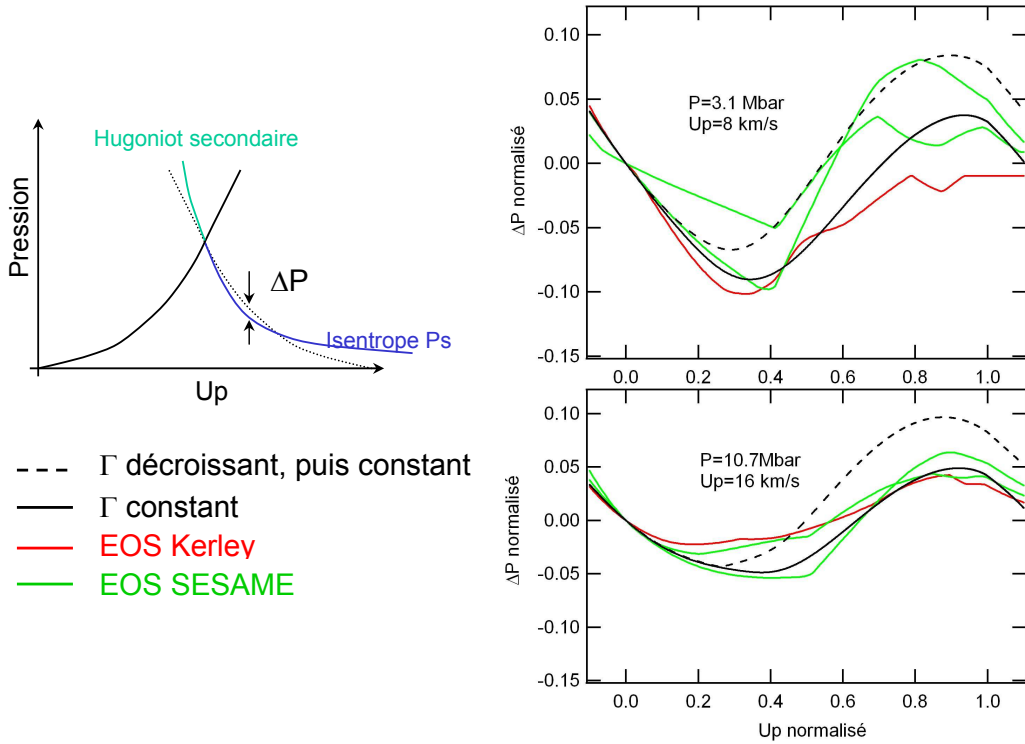 Pression
Hugoniot secondaire
ΔP
Isentrope Ps
Up
Γ décroissant, puis constant
Γ constant
EOS Kerley
EOS SESAME
ΔP normalisé
0.10
0.05
0.00
-0.05
-0.10
-0.15
P=3.1 Mbar
Up=8 km/s
0.0 0.2 0.4 0.6 0.8 1.0
ΔP normalisé
0.10
0.05
0.00
-0.05
-0.10
-0.15
P=10.7Mbar
Up=16 km/s
0.0 0.2 0.4 0.6 0.8 1.0
Up normalisé